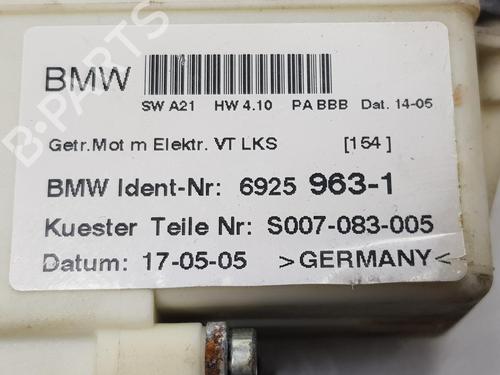 BMW
SW A21 HW 4.10 PA BBB Dat. 14-05
Getr.Mot m Elektr. VT LKS [154]
BMW Ident-Nr: 6925 963-1
Kuester Teile Nr: S007-083-005
Datum: 17-05-05 >GERMANY<
B-PARTS